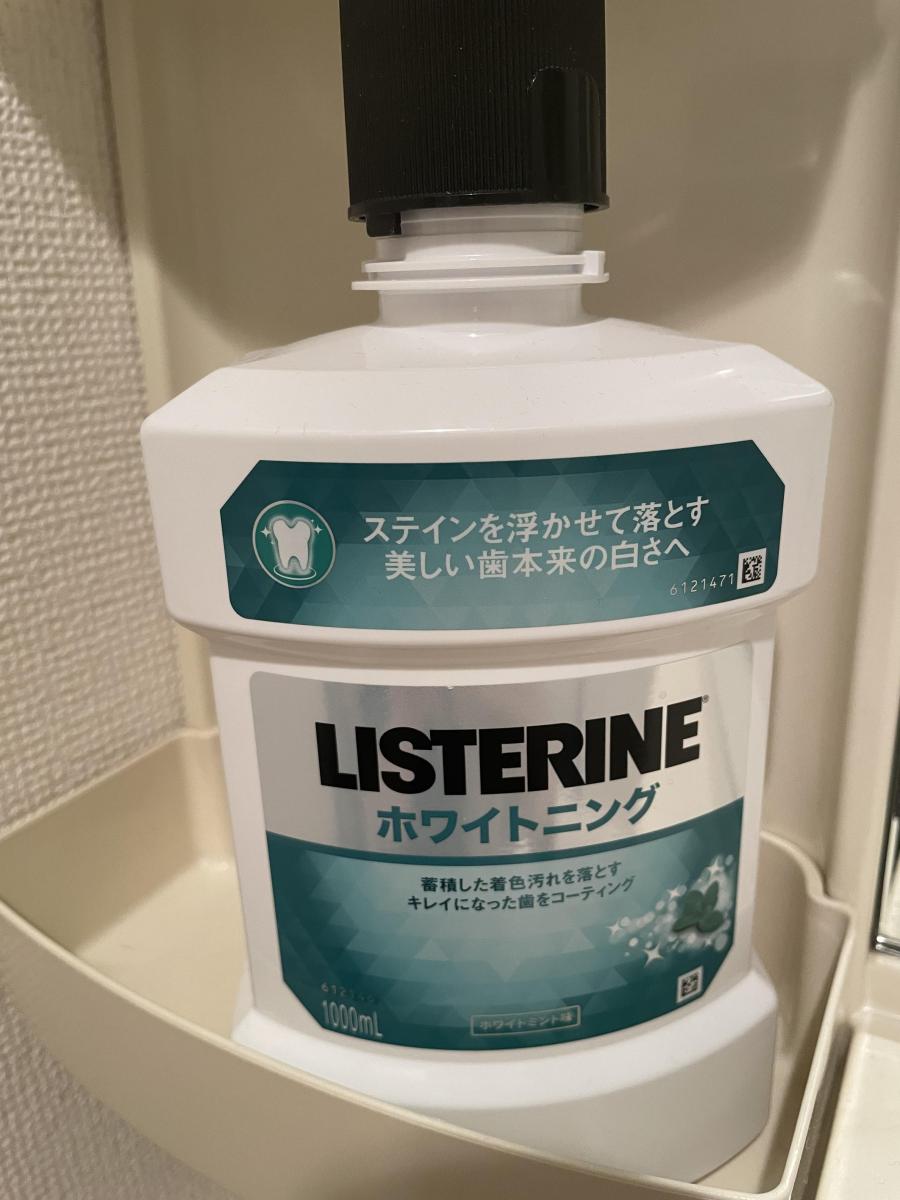 ステインを浮かせて落とす
美しい歯本来の白さへ
6121471
LISTERINE®
ホワイトニング
蓄積した着色汚れを落とす
キレイになった歯をコーティング
1000mL
ホワイトミント味